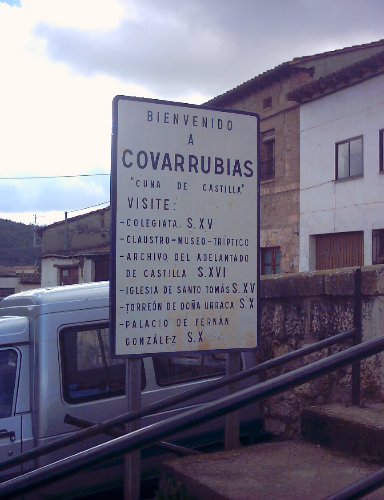 BIENVENIDO
A
COVARRUBIAS
"CUNA DE CASTILLA"
VISITE:
-COLEGIATA S.XV
-CLAUSTRO-MUSEO-TRÍPTICO
-ARCHIVO DEL ADELANTADO
DE CASTILLA S.XVI
-IGLESIA DE SANTO TOMÁS S.XV
-TORREÓN DE DOÑA URRACA S.X
-PALACIO DE FERNÁN
GONZÁLEZ S.X